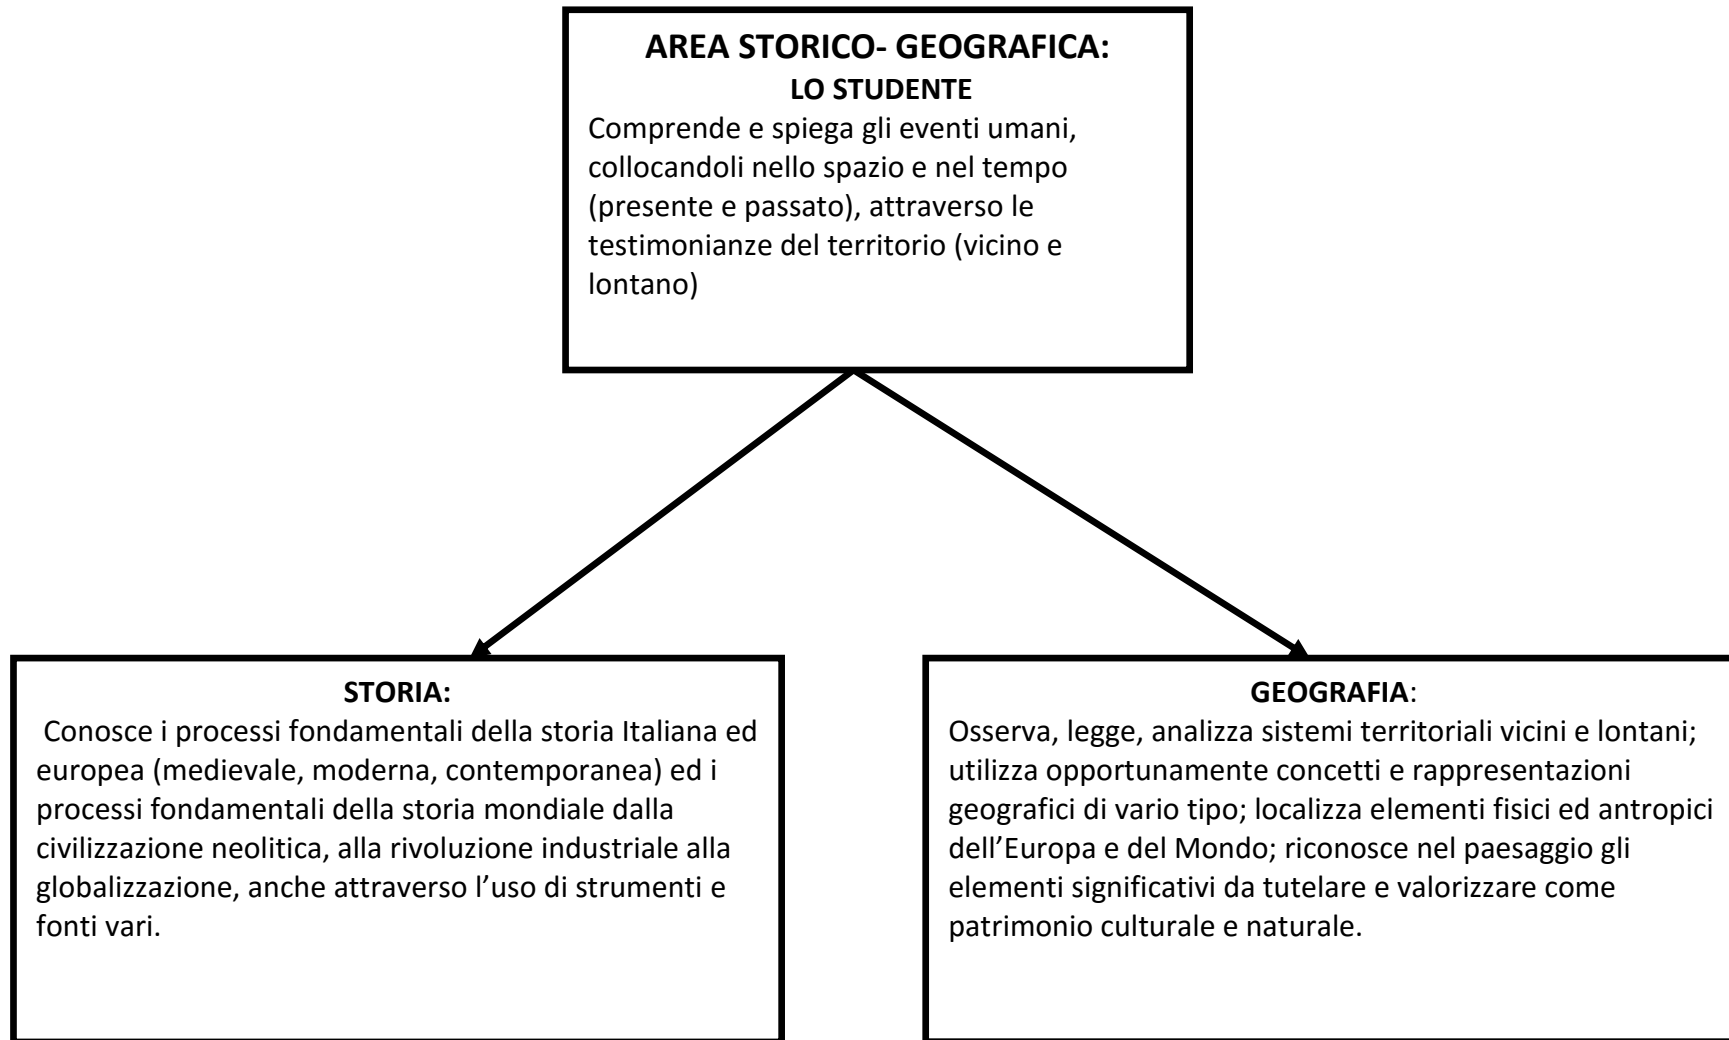 AREA STORICO- GEOGRAFICA:
LO STUDENTE
Comprende e spiega gli eventi umani,
collocandoli nello spazio e nel tempo
(presente e passato), attraverso le
testimonianze del territorio (vicino e
lontano)
STORIA:
Conosce i processi fondamentali della storia Italiana ed
europea (medievale, moderna, contemporanea) ed i
processi fondamentali della storia mondiale dalla
civilizzazione neolitica, alla rivoluzione industriale alla
globalizzazione, anche attraverso l’uso di strumenti e
fonti vari.
GEOGRAFIA:
Osserva, legge, analizza sistemi territoriali vicini e lontani;
utilizza opportunamente concetti e rappresentazioni
geografici di vario tipo; localizza elementi fisici ed antropici
dell’Europa e del Mondo; riconosce nel paesaggio gli
elementi significativi da tutelare e valorizzare come
patrimonio culturale e naturale.